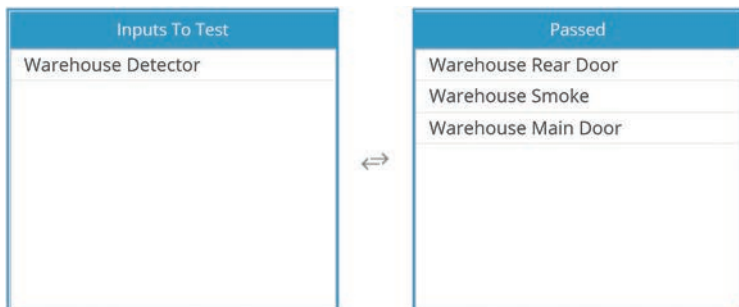 Inputs To Test
Warehouse Detector
Passed
Warehouse Rear Door
Warehouse Smoke
Warehouse Main Door